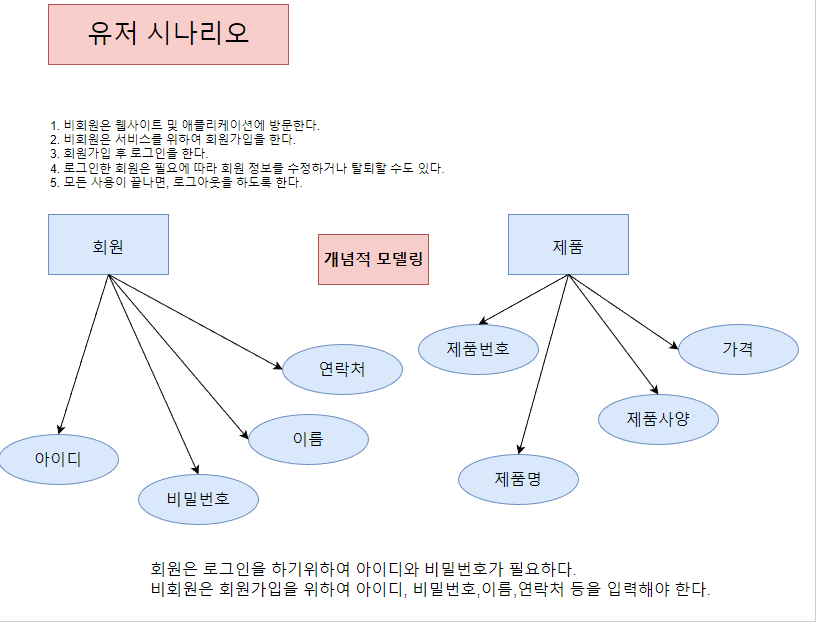 유저 시나리오
1. 비회원은 웹사이트 및 애플리케이션에 방문한다.
2. 비회원은 서비스를 위하여 회원가입을 한다.
3. 회원가입 후 로그인을 한다.
4. 로그인한 회원은 필요에 따라 회원 정보를 수정하거나 탈퇴할 수도 있다.
5. 모든 사용이 끝나면, 로그아웃을 하도록 한다.
회원
개념적 모델링
제품
연락처
이름
아이디
비밀번호
제품번호
가격
제품사양
제품명
회원은 로그인을 하기위하여 아이디와 비밀번호가 필요하다.
비회원은 회원가입을 위하여 아이디, 비밀번호,이름,연락처 등을 입력해야 한다.